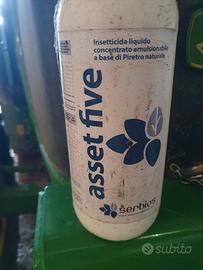 Insetticida liquido
concentrato emulsionabile
a base di Piretro naturale
asset five
serbios
subito